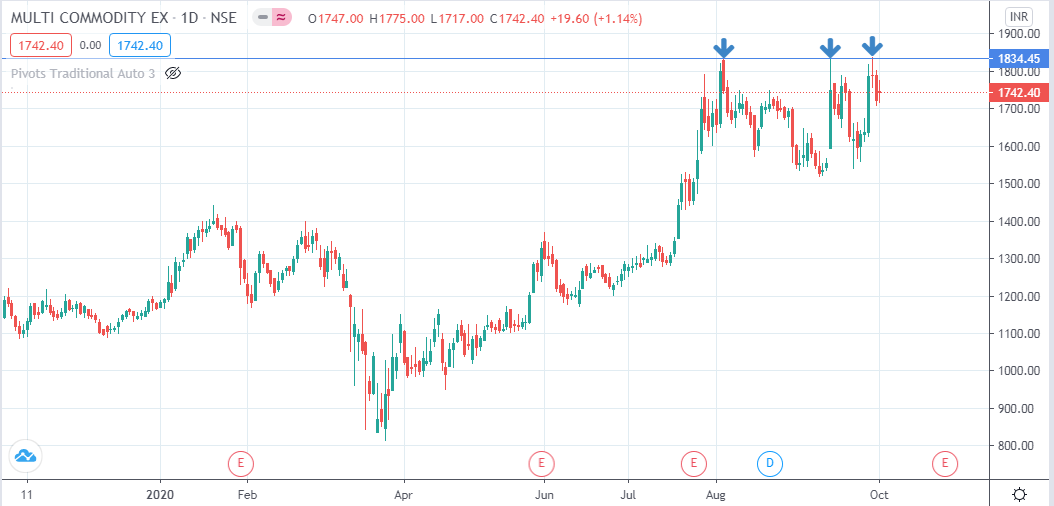 MULTI COMMODITY EX · 1D · NSE O1747.00 H1775.00 L1717.00 C1742.40 +19.60 (+1.14%)
INR
1742.40 0.00 1742.40
Pivots Traditional Auto 3
1900.00
1834.45
1800.00
1742.40
1700.00
1600.00
1500.00
1400.00
1300.00
1200.00
1100.00
1000.00
900.00
800.00
E E E D E
11 2020 Feb Apr Jun Jul Aug Oct